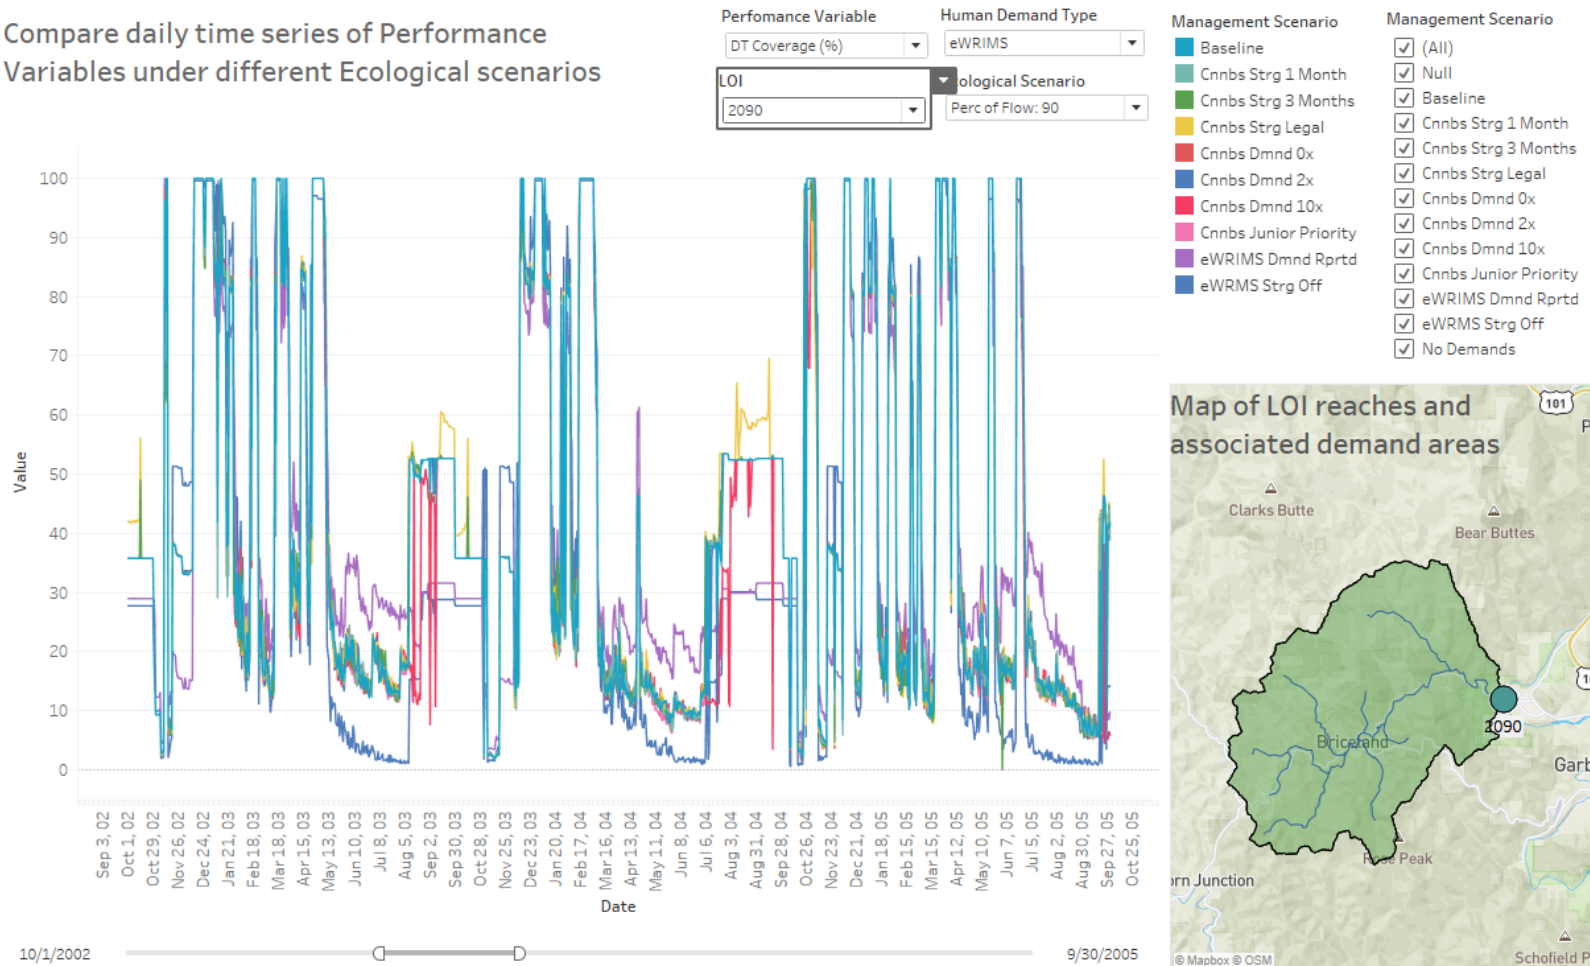 Compare daily time series of Performance
Variables under different Ecological scenarios
Perfomance Variable
DT Coverage (%)
Human Demand Type
eWRIMS
LOI
2090
ological Scenario
Perc of Flow: 90
Management Scenario
Baseline
Cnnbs Strg 1 Month
Cnnbs Strg 3 Months
Cnnbs Strg Legal
Cnnbs Dmnd 0x
Cnnbs Dmnd 2x
Cnnbs Dmnd 10x
Cnnbs Junior Priority
eWRIMS Dmnd Rprtd
eWRMS Strg Off
Management Scenario
(All)
Null
Baseline
Cnnbs Strg 1 Month
Cnnbs Strg 3 Months
Cnnbs Strg Legal
Cnnbs Dmnd 0x
Cnnbs Dmnd 2x
Cnnbs Dmnd 10x
Cnnbs Junior Priority
eWRIMS Dmnd Rprtd
eWRMS Strg Off
No Demands
Value
100
90
80
70
60
50
40
30
20
10
0
Sep 3, 02
Oct 1, 02
Oct 29, 02
Nov 26, 02
Dec 24, 02
Jan 21, 03
Feb 18, 03
Mar 18, 03
Apr 15, 03
May 13, 03
Jun 10, 03
Jul 8, 03
Aug 5, 03
Sep 2, 03
Sep 30, 03
Oct 28, 03
Nov 25, 03
Dec 23, 03
Jan 20, 04
Feb 17, 04
Mar 16, 04
Apr 13, 04
May 11, 04
Jun 8, 04
Jul 6, 04
Aug 3, 04
Aug 31, 04
Sep 28, 04
Oct 26, 04
Nov 23, 04
Dec 21, 04
Jan 18, 05
Feb 15, 05
Mar 15, 05
Apr 12, 05
May 10, 05
Jun 7, 05
Jul 5, 05
Aug 2, 05
Aug 30, 05
Sep 27, 05
Oct 25, 05
Date
10/1/2002
9/30/2005
Map of LOI reaches and
associated demand areas
101
P
Clarks Butte
Bear Buttes
1
2090
Briceland
Garb
Rose Peak
orn Junction
Schofield P
© Mapbox © OSM